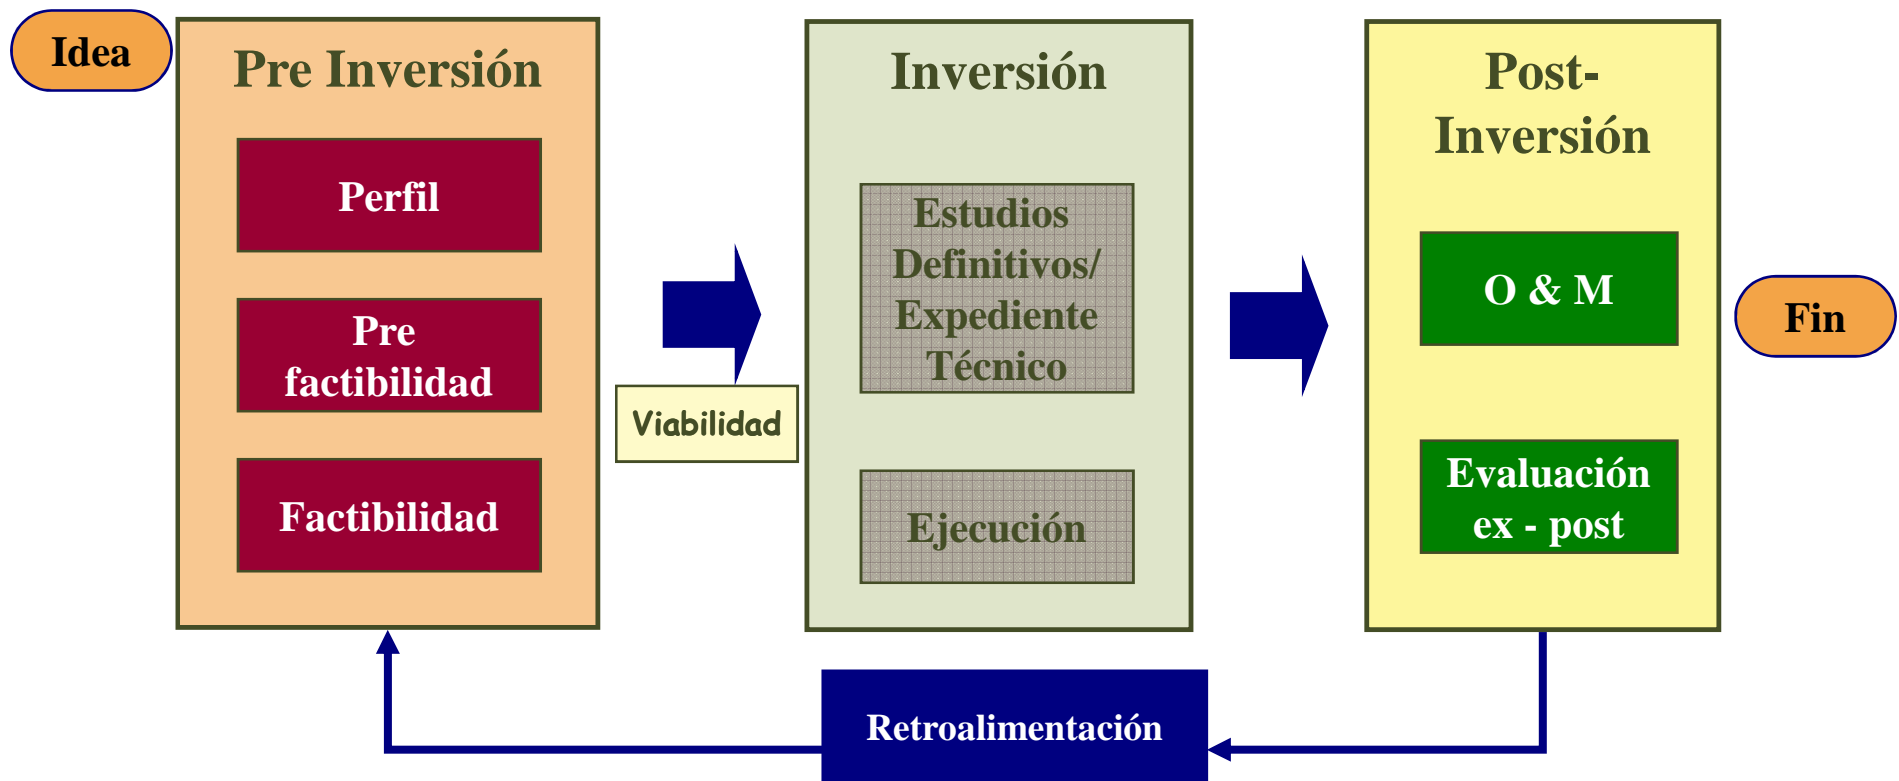 Idea
Pre Inversión
Perfil
Pre
factibilidad
Factibilidad
Viabilidad
Inversión
Estudios
Definitivos/
Expediente
Técnico
Ejecución
Post-
Inversión
O & M
Evaluación
ex - post
Fin
Retroalimentación